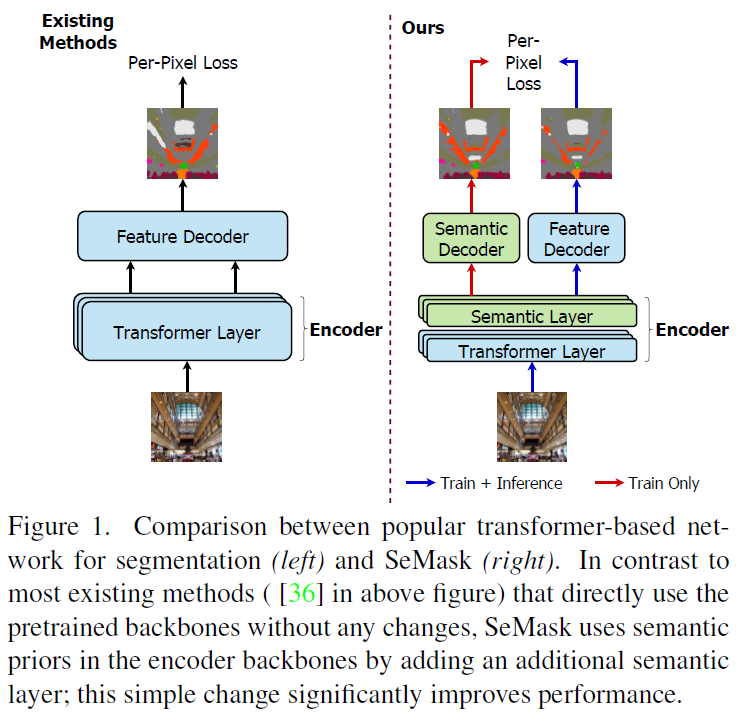 Existing
Methods
Per-Pixel Loss
Feature Decoder
Transformer Layer
Encoder
Ours
Per-
Pixel
Loss
Semantic
Decoder
Feature
Decoder
Semantic Layer
Transformer Layer
Encoder
Train + Inference
Train Only
Figure 1. Comparison between popular transformer-based net-
work for segmentation (left) and SeMask (right). In contrast to
most existing methods ( [36] in above figure) that directly use the
pretrained backbones without any changes, SeMask uses semantic
priors in the encoder backbones by adding an additional semantic
layer; this simple change significantly improves performance.